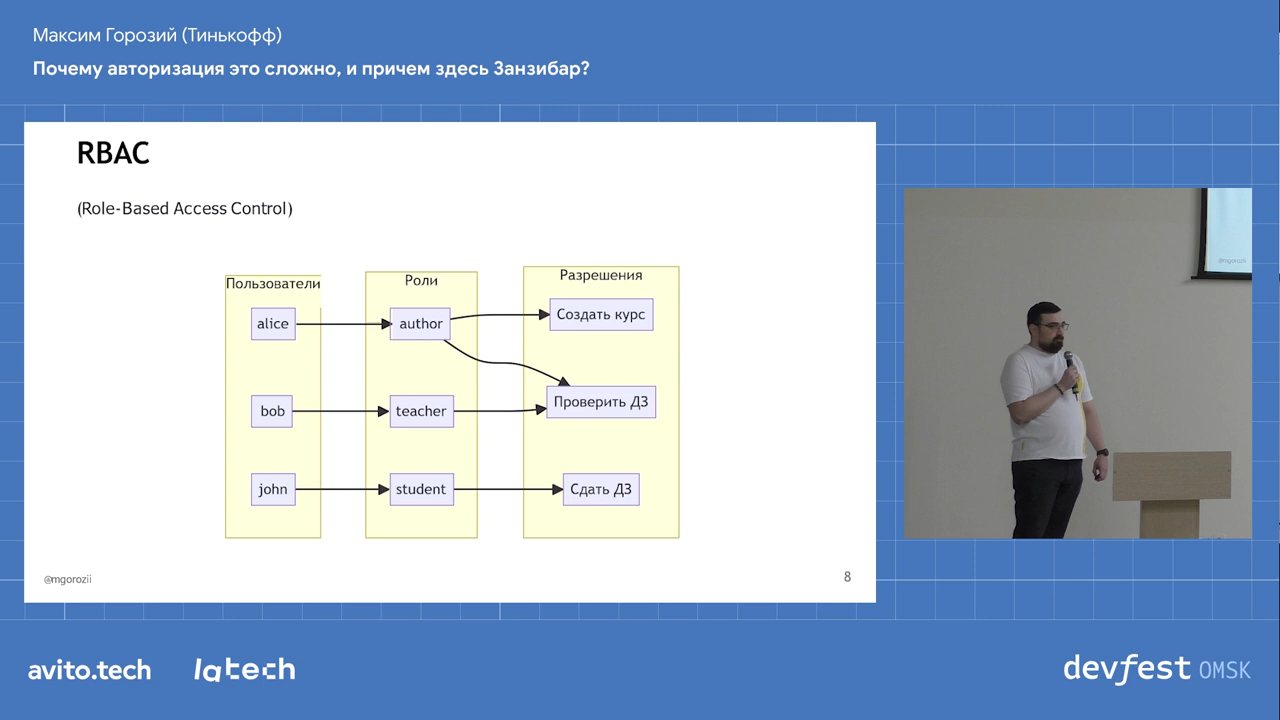 Максим Горозий (Тинькофф)
Почему авторизация это сложно, и причем здесь Занзибар?
RBAC
(Role-Based Access Control)
Пользователи
Роли
Разрешения
alice
author
Создать курс
bob
teacher
Проверить ДЗ
john
student
Сдать ДЗ
@mgorozii
8
@mgorozii
avito.tech
latech
devfest OMSK